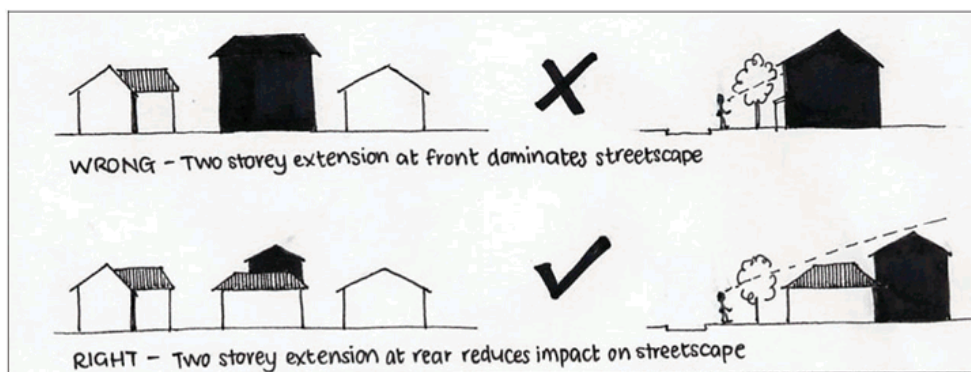 WRONG - TWO STOREY EXTENSION AT FRONT DOMINATES STREETSCAPE
RIGHT - TWO STOREY EXTENSION AT REAR REDUCES IMPACT ON STREETSCAPE